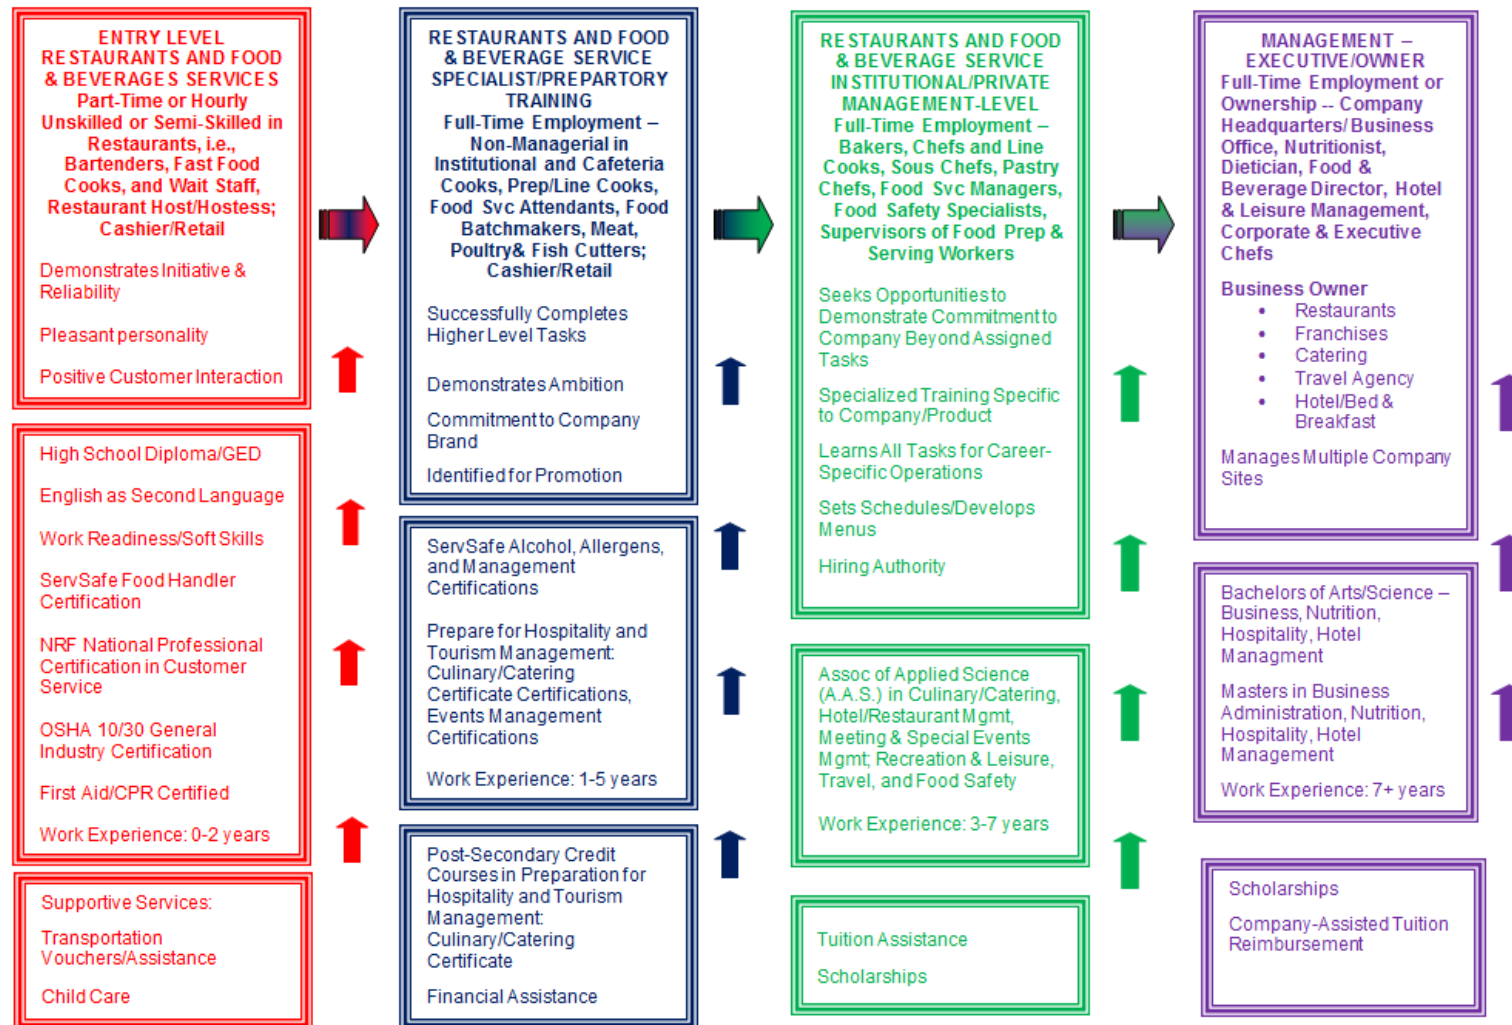 ENTRY LEVEL
RESTAURANTS AND FOOD
& BEVERAGES SERVICES
Part-Time or Hourly
Unskilled or Semi-Skilled in
Restaurants, i.e.,
Bartenders, Fast Food
Cooks, and Wait Staff,
Restaurant Host/Hostess;
Cashier/Retail
Demonstrates Initiative &
Reliability
Pleasant personality
Positive Customer Interaction
High School Diploma/GED
English as Second Language
Work Readiness/Soft Skills
ServSafe Food Handler
Certification
NRF National Professional
Certification in Customer
Service
OSHA 10/30 General
Industry Certification
First Aid/CPR Certified
Work Experience: 0-2 years
Supportive Services:
Transportation
Vouchers/Assistance
Child Care
RESTAURANTS AND FOOD
& BEVERAGE SERVICE
SPECIALIST/PREPARTORY
TRAINING
Full-Time Employment –
Non-Managerial in
Institutional and Cafeteria
Cooks, Prep/Line Cooks,
Food Svc Attendants, Food
Batchmakers, Meat,
Poultry& Fish Cutters;
Cashier/Retail
Successfully Completes
Higher Level Tasks
Demonstrates Ambition
Commitment to Company
Brand
Identified for Promotion
ServSafe Alcohol, Allergens,
and Management
Certifications
Prepare for Hospitality and
Tourism Management:
Culinary/Catering
Certificate Certifications,
Events Management
Certifications
Work Experience: 1-5 years
Post-Secondary Credit
Courses in Preparation for
Hospitality and Tourism
Management:
Culinary/Catering
Certificate
Financial Assistance
RESTAURANTS AND FOOD
& BEVERAGE SERVICE
INSTITUTIONAL/PRIVATE
MANAGEMENT-LEVEL
Full-Time Employment –
Bakers, Chefs and Line
Cooks, Sous Chefs, Pastry
Chefs, Food Svc Managers,
Food Safety Specialists,
Supervisors of Food Prep &
Serving Workers
Seeks Opportunities to
Demonstrate Commitment to
Company Beyond Assigned
Tasks
Specialized Training Specific
to Company/Product
Learns All Tasks for Career-
Specific Operations
Sets Schedules/Develops
Menus
Hiring Authority
Assoc of Applied Science
(A.A.S.) in Culinary/Catering,
Hotel/Restaurant Mgmt,
Meeting & Special Events
Mgmt; Recreation & Leisure,
Travel, and Food Safety
Work Experience: 3-7 years
Tuition Assistance
Scholarships
MANAGEMENT –
EXECUTIVE/OWNER
Full-Time Employment or
Ownership -- Company
Headquarters/ Business
Office, Nutritionist,
Dietician, Food &
Beverage Director, Hotel
& Leisure Management,
Corporate & Executive
Chefs
Business Owner
• Restaurants
• Franchises
• Catering
• Travel Agency
• Hotel/Bed &
Breakfast
Manages Multiple Company
Sites
Bachelors of Arts/Science –
Business, Nutrition,
Hospitality, Hotel
Managment
Masters in Business
Administration, Nutrition,
Hospitality, Hotel
Management
Work Experience: 7+ years
Scholarships
Company-Assisted Tuition
Reimbursement